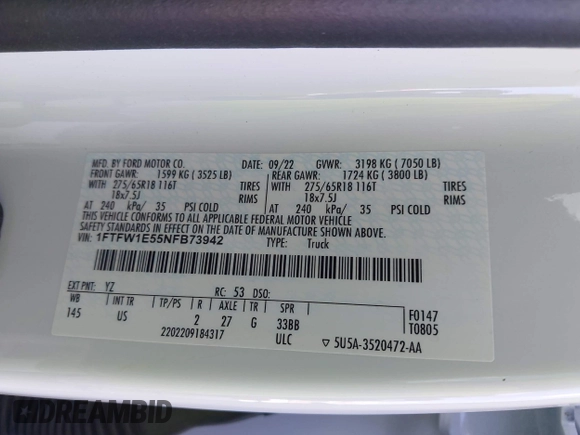 MFD. BY FORD MOTOR CO. DATE: 09/22 GVWR: 3198 KG ( 7050 LB)
FRONT GAWR: 1599 KG ( 3525 LB) REAR GAWR: 1724 KG ( 3800 LB)
WITH 275/65R18 116T TIRES WITH 275/65R18 116T TIRES
18x7.5J RIMS 18x7.5J RIMS
AT 240 kPa/ 35 PSI COLD AT 240 kPa/ 35 PSI COLD
THIS VEHICLE CONFORMS TO ALL APPLICABLE FEDERAL MOTOR VEHICLE
SAFETY STANDARDS IN EFFECT ON THE DATE OF MANUFACTURE SHOWN ABOVE.
VIN: 1FTFW1E55NFB73942 TYPE: Truck
EXT PNT: YZ RC: 53 DSO:
WB INT TR TP/PS R AXLE TR SPR
145 US 2 27 G 33BB
2202209184317 ULC
F0147
T0805
▽ 5U5A-3520472-AA
DREAMBID